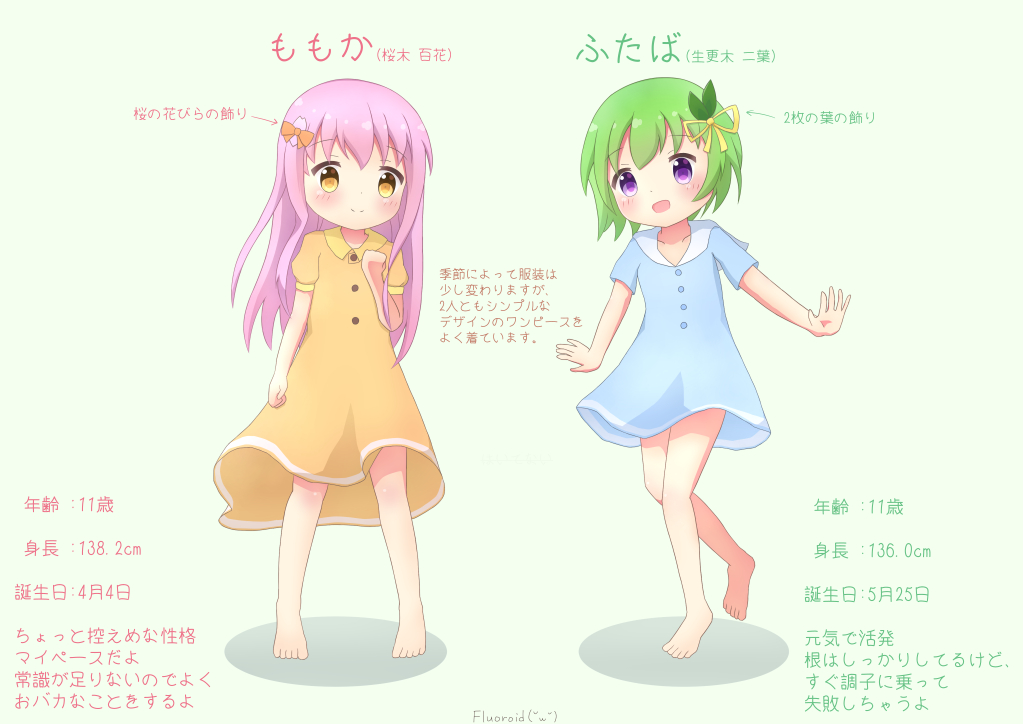 ももか(桜木 百花)
桜の花びらの飾り
ふたば(生更木 二葉)
2枚の葉の飾り
季節によって服装は
少し変わりますが、
2人ともシンプルな
デザインのワンピースを
よく着ています。
年齢 :11歳
身長 :138.2cm
誕生日:4月4日
ちょっと控えめな性格
マイペースだよ
常識が足りないのでよく
おバカなことをするよ
年齢 :11歳
身長 :136.0cm
誕生日:5月25日
元気で活発
根はしっかりしてるけど、
すぐ調子に乗って
失敗しちゃうよ
Fluoroid(˘w˘)